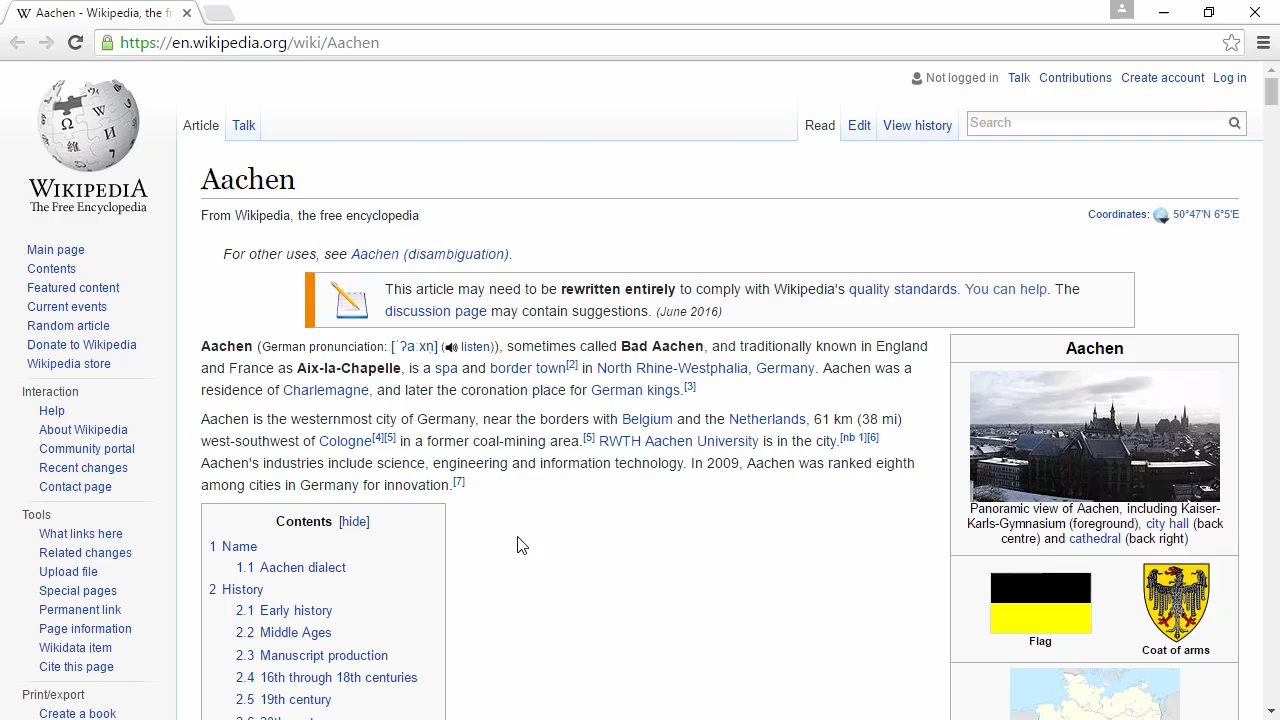 Aachen - Wikipedia, the fr
https://en.wikipedia.org/wiki/Aachen
Not logged in Talk Contributions Create account Log in
Article Talk Read Edit View history Search
WIKIPEDIA
The Free Encyclopedia
Main page
Contents
Featured content
Current events
Random article
Donate to Wikipedia
Wikipedia store
Interaction
Help
About Wikipedia
Community portal
Recent changes
Contact page
Tools
What links here
Related changes
Upload file
Special pages
Permanent link
Page information
Wikidata item
Cite this page
Print/export
Create a book
Aachen
From Wikipedia, the free encyclopedia
Coordinates: 50°47′N 6°5′E
For other uses, see Aachen (disambiguation).
This article may need to be rewritten entirely to comply with Wikipedia's quality standards. You can help. The
discussion page may contain suggestions. (June 2016)
Aachen (German pronunciation: [ˈʔaːxn̩] (listen)), sometimes called Bad Aachen, and traditionally known in England
and France as Aix-la-Chapelle, is a spa and border town[2] in North Rhine-Westphalia, Germany. Aachen was a
residence of Charlemagne, and later the coronation place for German kings.[3]
Aachen is the westernmost city of Germany, near the borders with Belgium and the Netherlands, 61 km (38 mi)
west-southwest of Cologne[4][5] in a former coal-mining area.[5] RWTH Aachen University is in the city.[nb 1][6]
Aachen's industries include science, engineering and information technology. In 2009, Aachen was ranked eighth
among cities in Germany for innovation.[7]
Contents [hide]
1 Name
1.1 Aachen dialect
2 History
2.1 Early history
2.2 Middle Ages
2.3 Manuscript production
2.4 16th through 18th centuries
2.5 19th century
Aachen
Panoramic view of Aachen, including Kaiser-
Karls-Gymnasium (foreground), city hall (back
centre) and cathedral (back right)
Flag
Coat of arms